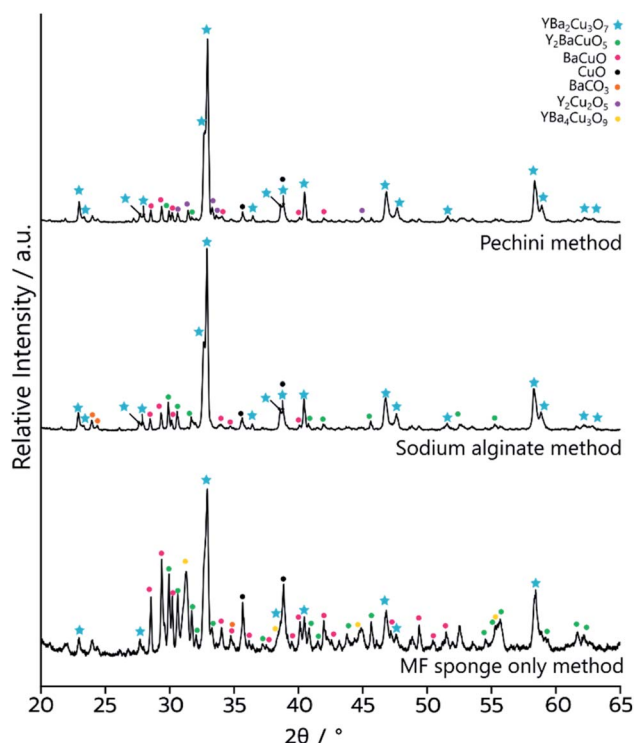 YBa₂Cu₃O₇
Y₂BaCuO₅
BaCuO
CuO
BaCO₃
Y₂Cu₂O₅
YBa₄Cu₃O₉
Pechini method
Sodium alginate method
MF sponge only method
Relative Intensity / a.u.
20 25 30 35 40 45 50 55 60 65
2θ / °